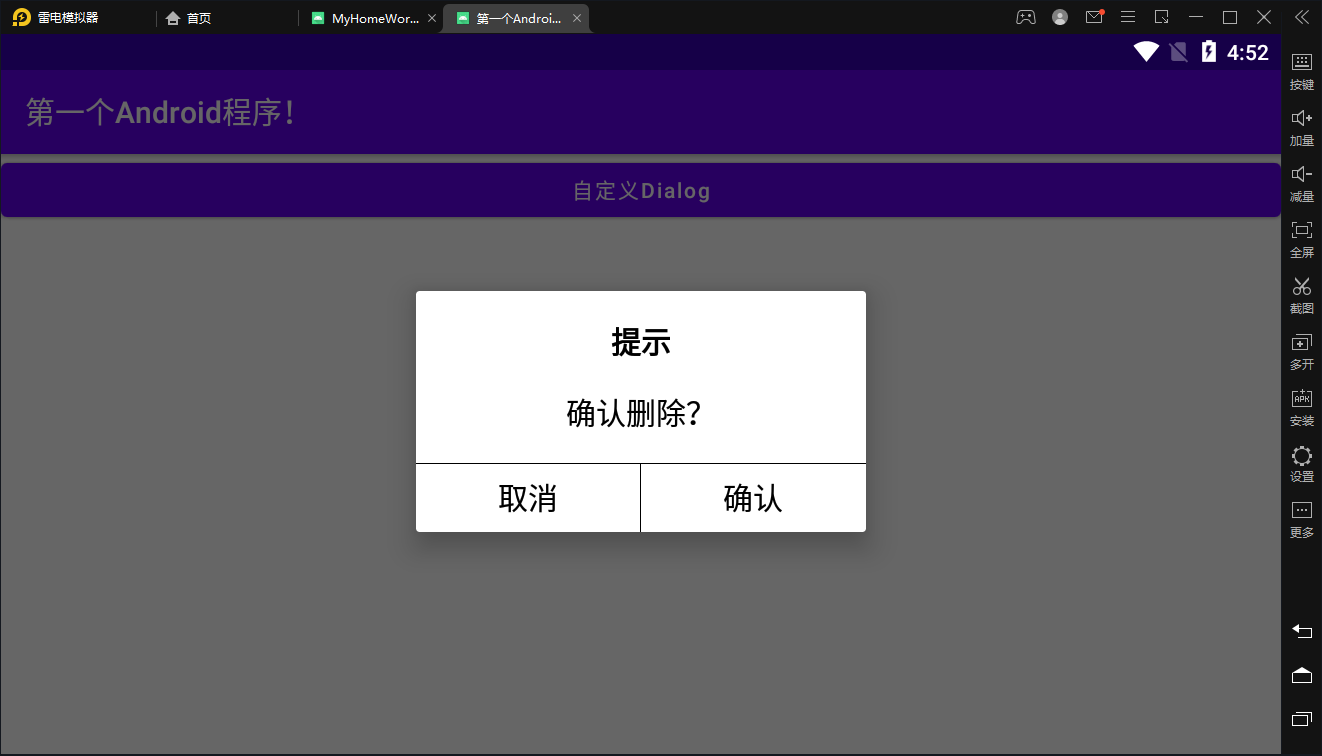 雷电模拟器
首页
MyHomeWor...
第一个Androi...
4:52
第一个Android程序！
自定义Dialog
提示
确认删除？
取消
确认
按键
加量
减量
全屏
截图
多开
APK
安装
设置
更多